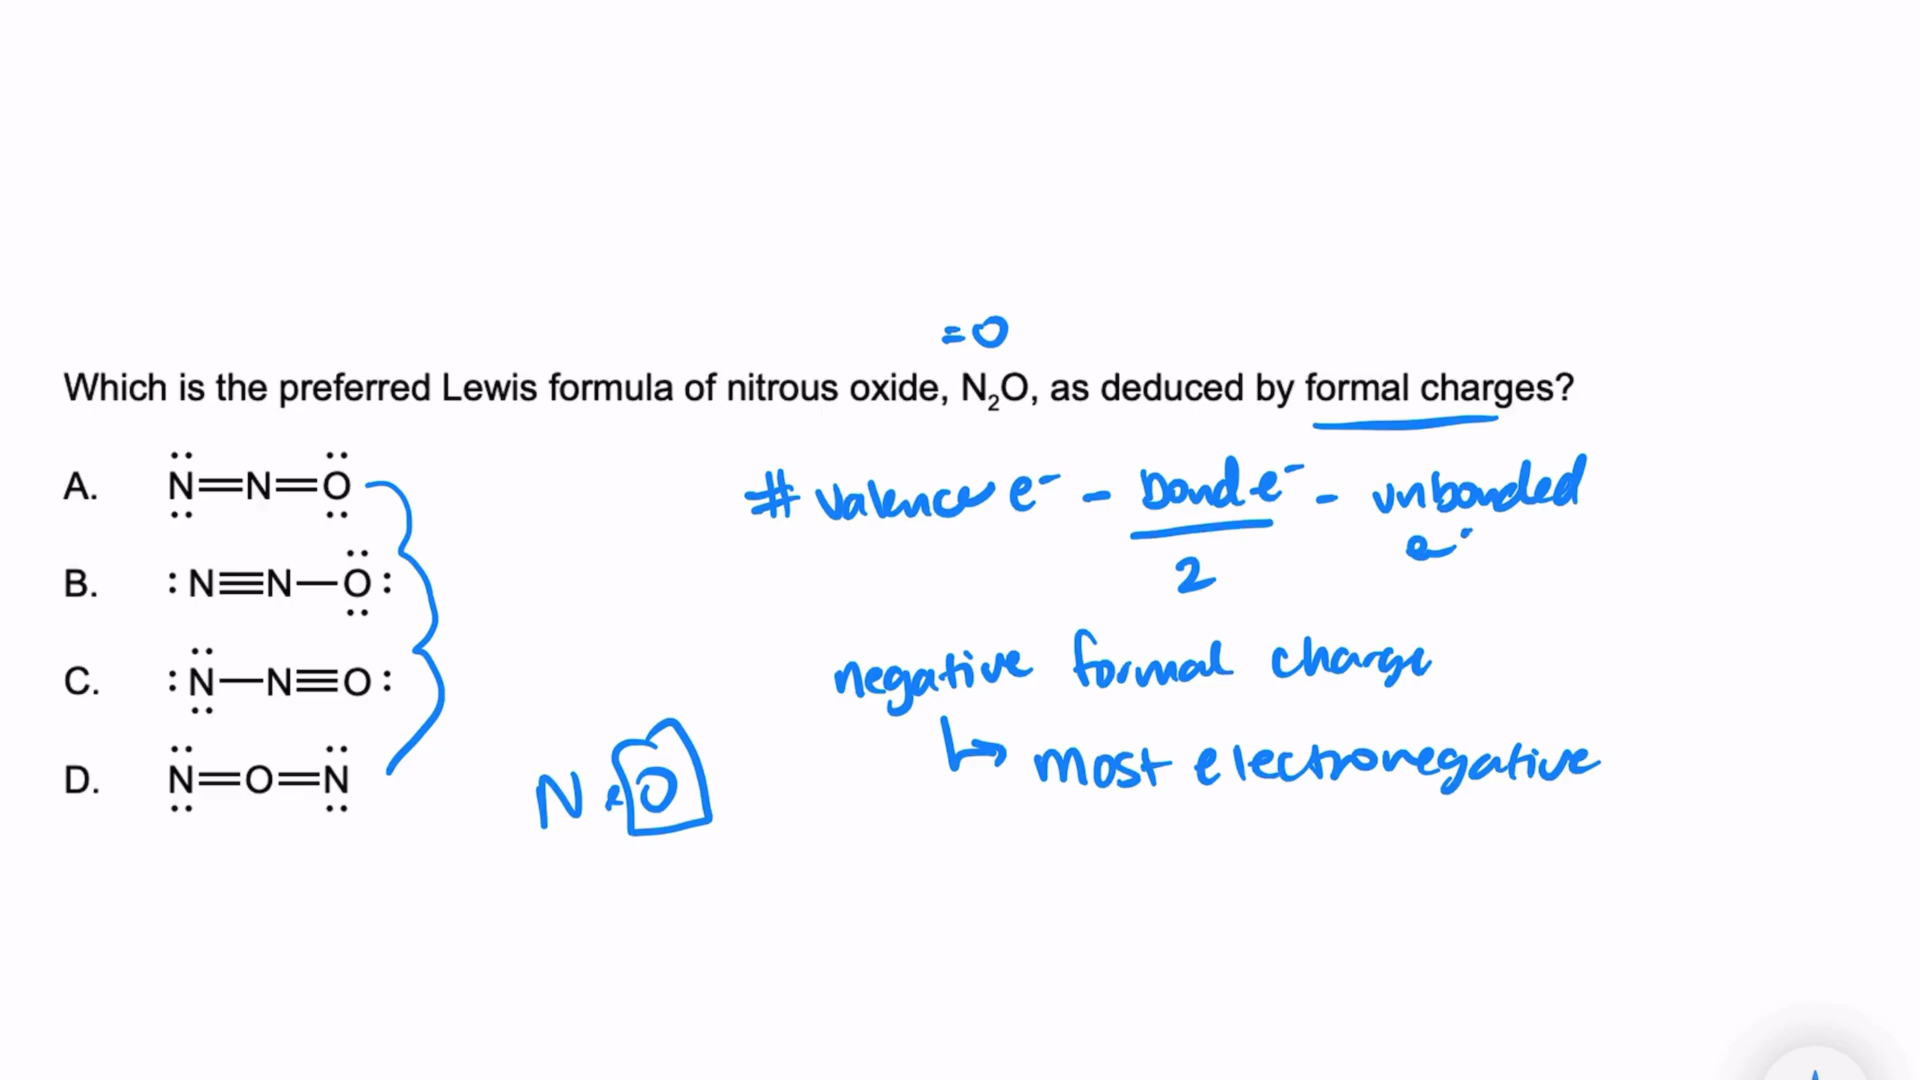 =0
Which is the preferred Lewis formula of nitrous oxide, N₂O, as deduced by formal charges?
A. N=N=O
B. :N≡N—O:
C. :N—N≡O:
D. N=O=N
# valence e⁻ - bond e⁻ / 2 - unbonded e⁻
negative formal charge
↳ most electronegative
N & O